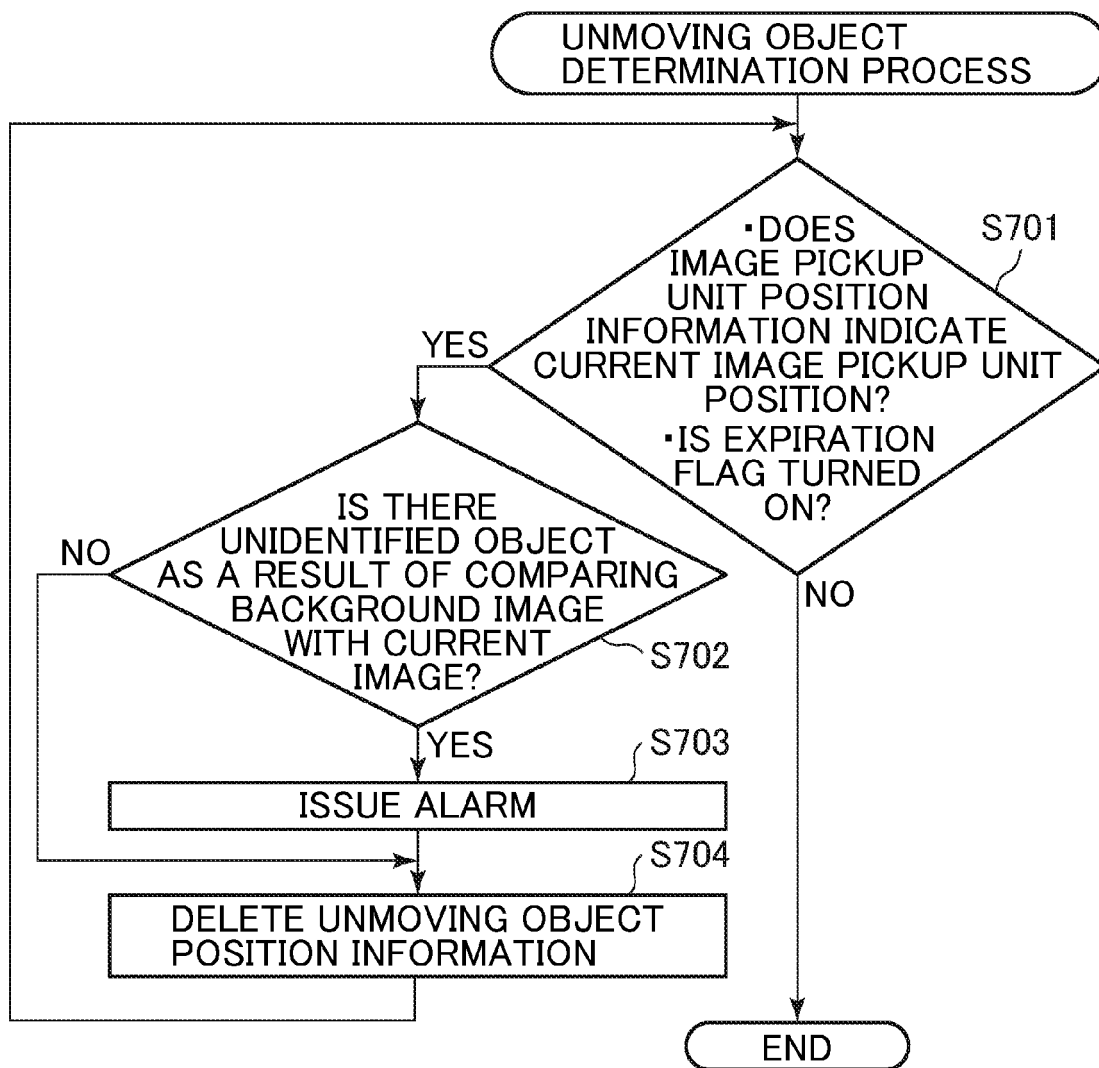 UNMOVING OBJECT
DETERMINATION PROCESS
S701
・DOES
IMAGE PICKUP
UNIT POSITION
INFORMATION INDICATE
CURRENT IMAGE PICKUP UNIT
POSITION?
・IS EXPIRATION
FLAG TURNED
ON?
YES
NO
IS THERE
UNIDENTIFIED OBJECT
AS A RESULT OF COMPARING
BACKGROUND IMAGE
WITH CURRENT
IMAGE?
NO
S702
YES
S703
ISSUE ALARM
S704
DELETE UNMOVING OBJECT
POSITION INFORMATION
END